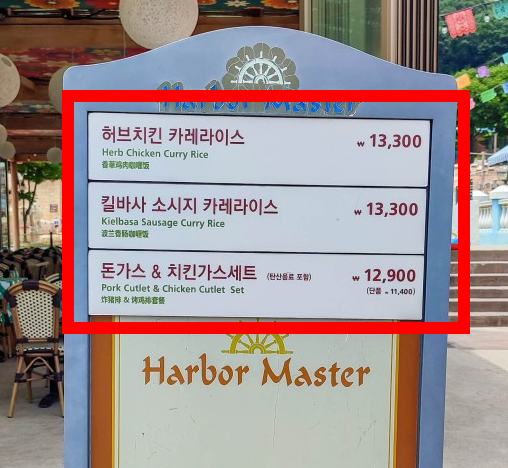 Harbor Master
허브치킨 카레라이스 ₩ 13,300
Herb Chicken Curry Rice
香草鸡肉咖喱饭
킬바사 소시지 카레라이스 ₩ 13,300
Kielbasa Sausage Curry Rice
波兰香肠咖喱饭
돈가스 & 치킨가스세트 (탄산음료 포함) ₩ 12,900
Pork Cutlet & Chicken Cutlet Set (단품 ₩ 11,400)
炸猪排 & 烤鸡排套餐
Harbor Master